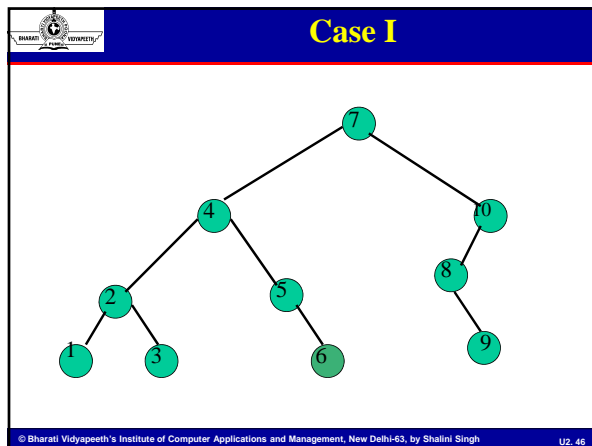 BHARATI VIDYAPEETH
PUNE
Case I
7
4
10
2
5
8
1
3
6
9
© Bharati Vidyapeeth's Institute of Computer Applications and Management, New Delhi-63, by Shalini Singh
U2. 46